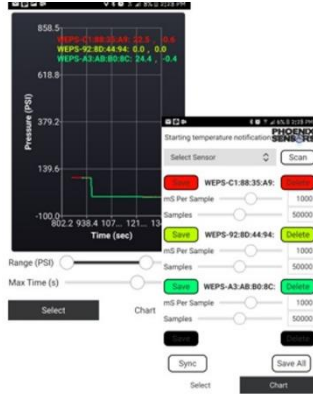 858.5
WEPS-C1:88:35:A9: 22.5 , 0.6
WEPS-92:8D:44:94: 0.0 , 0.0
WEPS-A3:AB:B0:8C: 24.4 , -0.4
618.8
379.2
139.6
-100.0
Pressure (PSI)
802.2 938.4 107... 121... 13
Time (sec)
Range (PSI)
Max Time (s)
Select Chart
Starting temperature notification
PHOENIX
SENSORS
Select Sensor Scan
Save WEPS-C1:88:35:A9: Delete
mS Per Sample 1000
Samples 50000
Save WEPS-92:8D:44:94: Delete
mS Per Sample 1000
Samples 50000
Save WEPS-A3:AB:B0:8C: Delete
mS Per Sample 1000
Samples 50000
Save Delete
Sync Save All
Select Chart